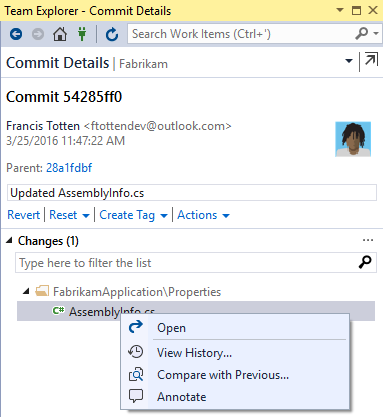 Team Explorer - Commit Details
Search Work Items (Ctrl+')
Commit Details | Fabrikam
Commit 54285ff0
Francis Totten <ftottendev@outlook.com>
3/25/2016 11:47:22 AM
Parent: 28a1fdbf
Updated AssemblyInfo.cs
Revert | Reset | Create Tag | Actions
Changes (1)
Type here to filter the list
FabrikamApplication\Properties
C# AssemblyInfo.cs
Open
View History...
Compare with Previous...
Annotate